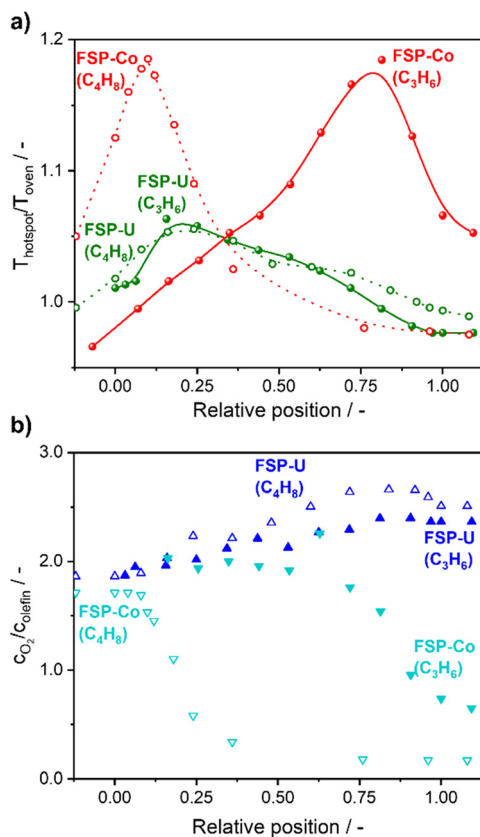 a)
1.2
FSP-Co
(C4H8)
FSP-Co
(C3H6)
Thotspot/Toven / -
1.1
FSP-U
(C3H6)
FSP-U
(C4H8)
1.0
0.00 0.25 0.50 0.75 1.00
Relative position / -
b)
3.0
FSP-U
(C4H8)
2.0
FSP-U
(C3H6)
FSP-Co
(C4H8)
cO2/colefin / -
1.0
FSP-Co
(C3H6)
0.0
0.00 0.25 0.50 0.75 1.00
Relative position / -